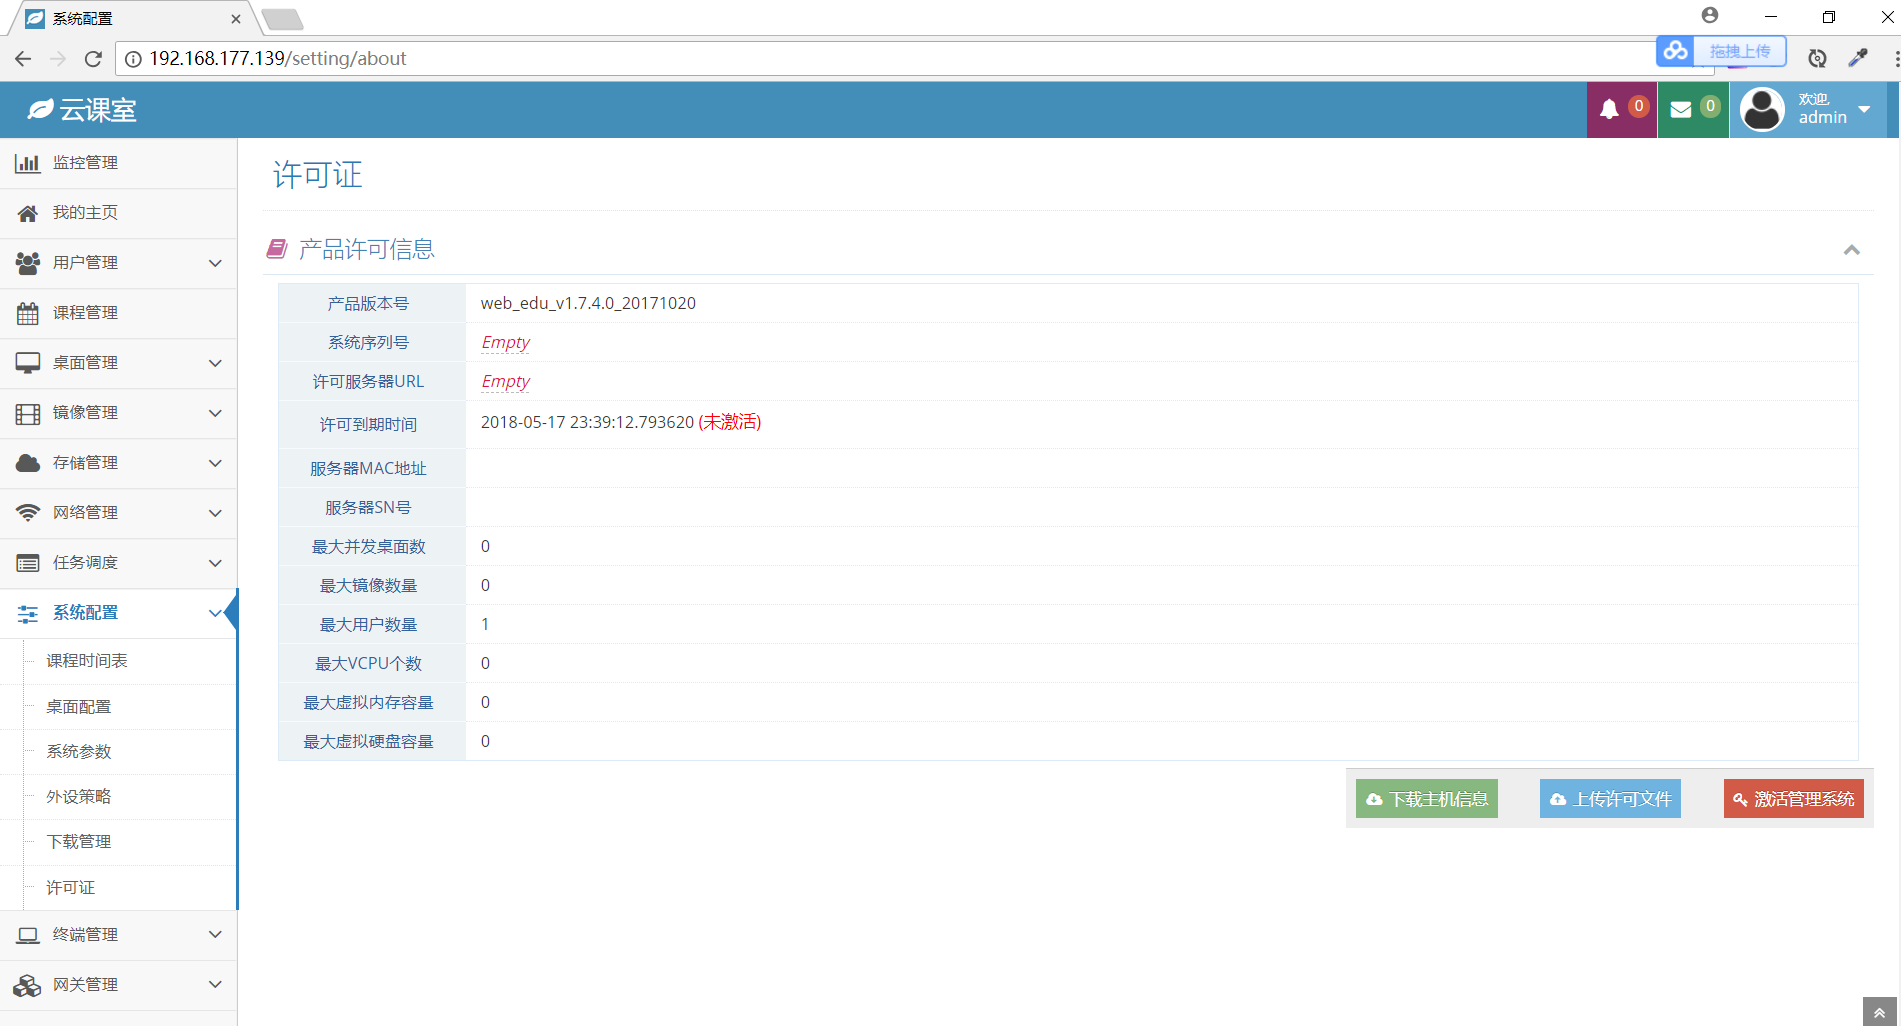 系统配置
192.168.177.139/setting/about
拖拽上传
云课室
0
0
欢迎,
admin
监控管理
我的主页
用户管理
课程管理
桌面管理
镜像管理
存储管理
网络管理
任务调度
系统配置
课程时间表
桌面配置
系统参数
外设策略
下载管理
许可证
终端管理
网关管理
许可证
产品许可信息
产品版本号 web_edu_v1.7.4.0_20171020
系统序列号 Empty
许可服务器URL Empty
许可到期时间 2018-05-17 23:39:12.793620 (未激活)
服务器MAC地址
服务器SN号
最大并发桌面数 0
最大镜像数量 0
最大用户数量 1
最大VCPU个数 0
最大虚拟内存容量 0
最大虚拟硬盘容量 0
下载主机信息 上传许可文件 激活管理系统